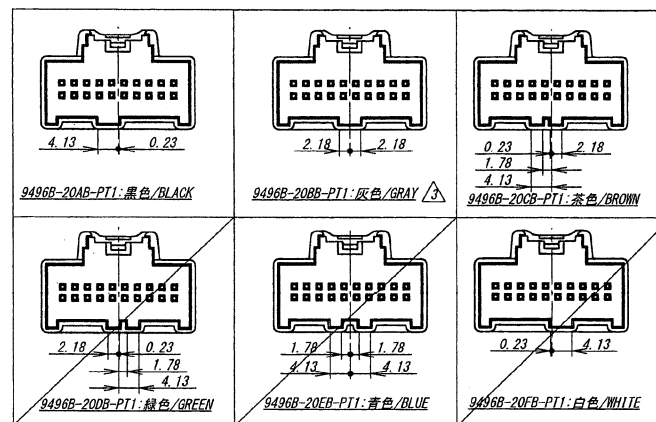 4.13 0.23
9496B-20AB-PT1:黒色/BLACK
2.18 2.18
9496B-20BB-PT1:灰色/GRAY 3
0.23 2.18
1.78
4.13
9496B-20CB-PT1:茶色/BROWN
2.18 0.23
1.78
4.13
9496B-20DB-PT1:緑色/GREEN
1.78 1.78
4.13 4.13
9496B-20EB-PT1:青色/BLUE
0.23 4.13
9496B-20FB-PT1:白色/WHITE